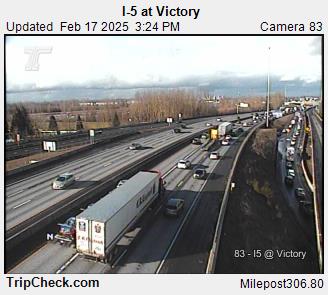 I-5 at Victory
Updated Feb 17 2025 3:24 PM Camera 83
83 - I5 @ Victory
TripCheck.com Milepost306.80